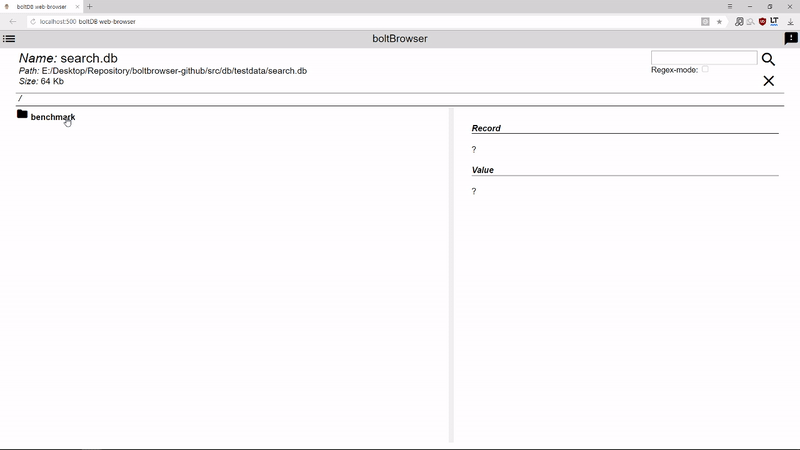 boltDB web-browser
localhost:500 boltDB web-browser
LT
boltBrowser
Name: search.db
Path: E:/Desktop/Repository/boltbrowser-github/src/db/testdata/search.db
Size: 64 Kb
Regex-mode:
/
benchmark
Record
?
Value
?